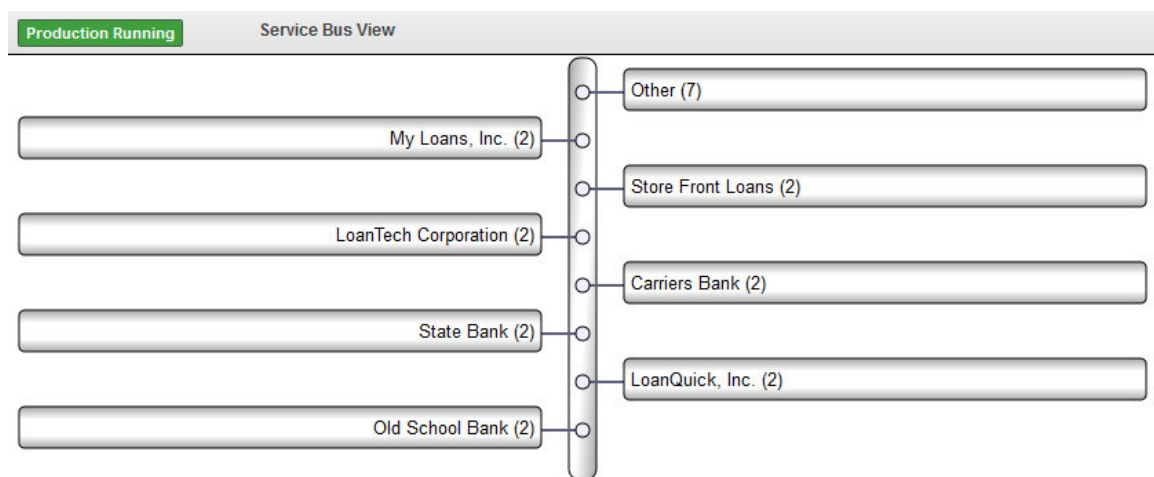 Production Running
Service Bus View
Other (7)
My Loans, Inc. (2)
Store Front Loans (2)
LoanTech Corporation (2)
Carriers Bank (2)
State Bank (2)
LoanQuick, Inc. (2)
Old School Bank (2)